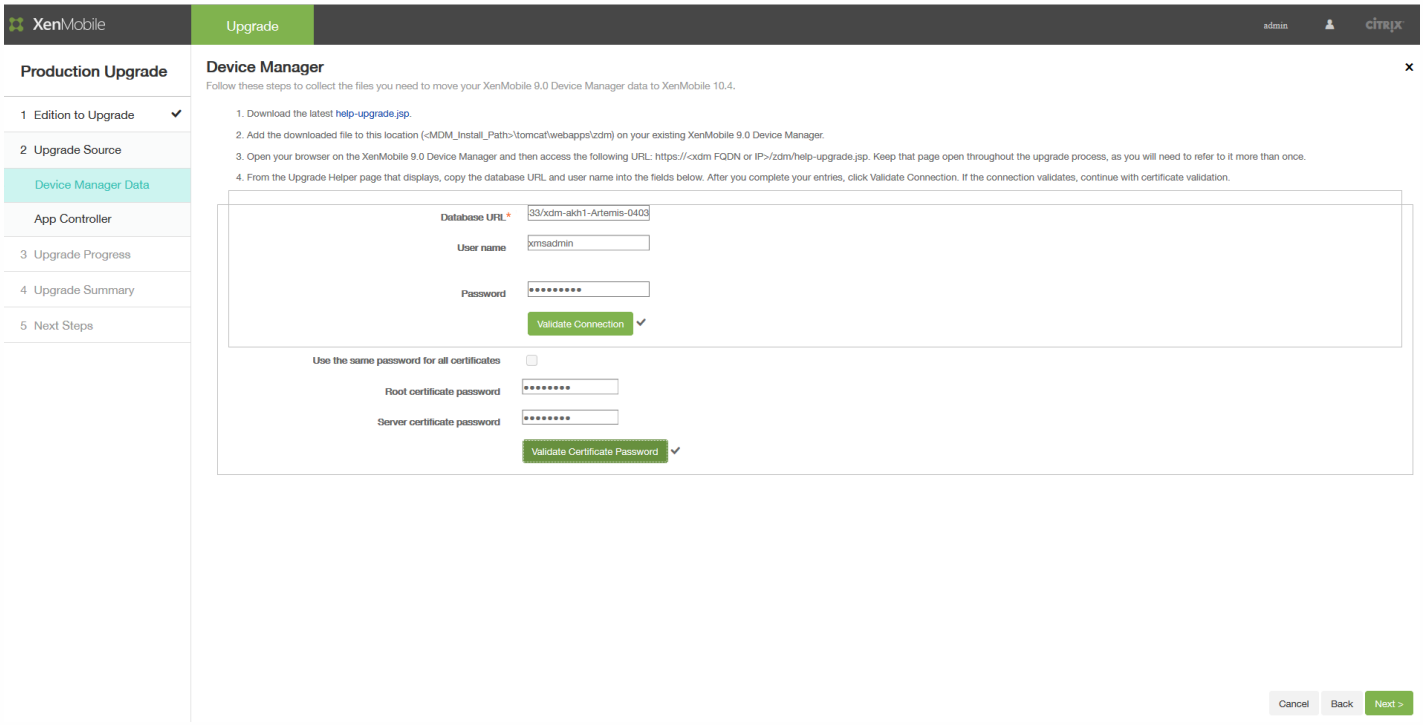 XenMobile
Upgrade
admin
CITRIX
Production Upgrade
1 Edition to Upgrade
2 Upgrade Source
Device Manager Data
App Controller
3 Upgrade Progress
4 Upgrade Summary
5 Next Steps
Device Manager
Follow these steps to collect the files you need to move your XenMobile 9.0 Device Manager data to XenMobile 10.4.
1. Download the latest help-upgrade.jsp.
2. Add the downloaded file to this location (<MDM_Install_Path>\tomcat\webapps\zdm) on your existing XenMobile 9.0 Device Manager.
3. Open your browser on the XenMobile 9.0 Device Manager and then access the following URL: https://<xdm FQDN or IP>/zdm/help-upgrade.jsp. Keep that page open throughout the upgrade process, as you will need to refer to it more than once.
4. From the Upgrade Helper page that displays, copy the database URL and user name into the fields below. After you complete your entries, click Validate Connection. If the connection validates, continue with certificate validation.
Database URL* 33/xdm-akh1-Artemis-0403
User name xmsadmin
Password •••••••••
Validate Connection
Use the same password for all certificates
Root certificate password ••••••••
Server certificate password ••••••••
Validate Certificate Password
Cancel Back Next >